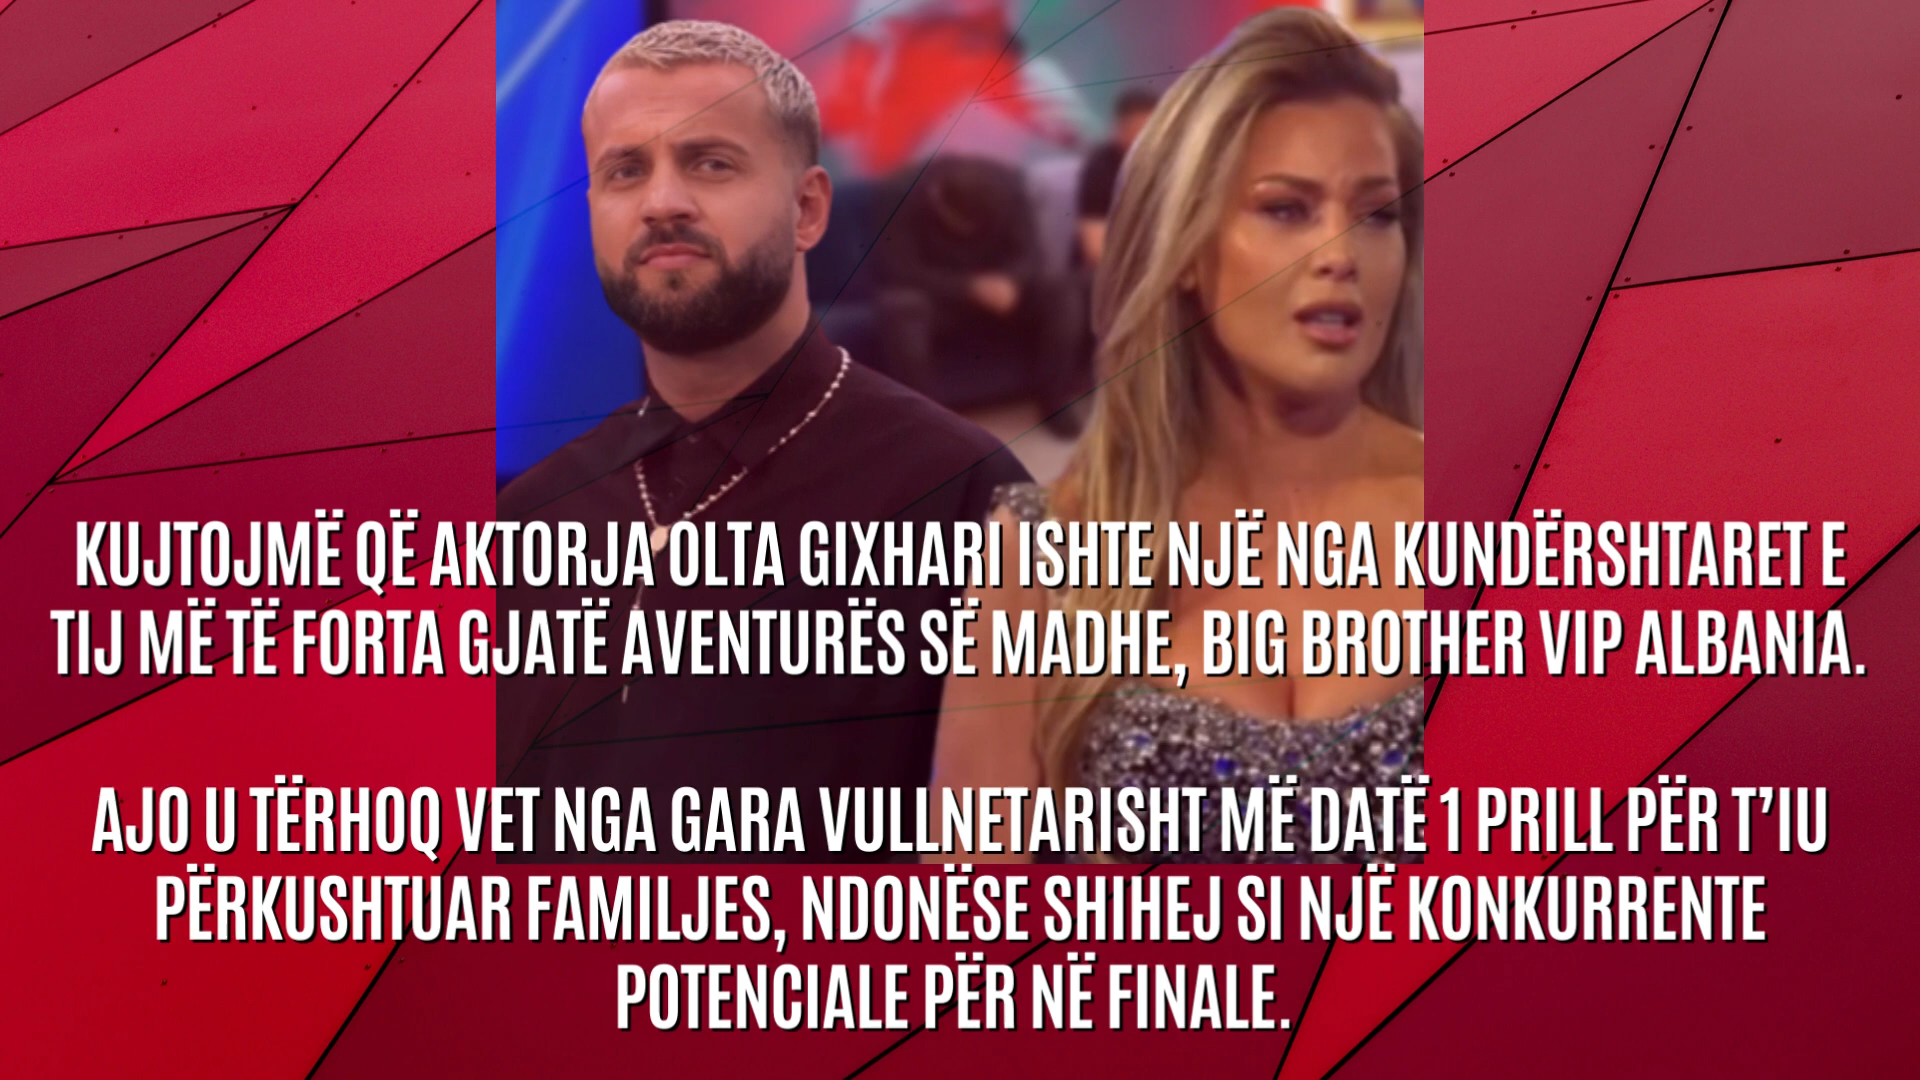 KUJTOJMË QË AKTORJA OLTA GIXHARI ISHTE NJË NGA KUNDËRSHTARET E
TIJ MË TË FORTA GJATË AVENTURËS SË MADHE, BIG BROTHER VIP ALBANIA.
AJO U TËRHOQ VET NGA GARA VULLNETARISHT MË DATË 1 PRILL PËR T’IU
PËRKUSHTUAR FAMILJES, NDONËSE SHIHEJ SI NJË KONKURRENTE
POTENCIALE PËR NË FINALE.